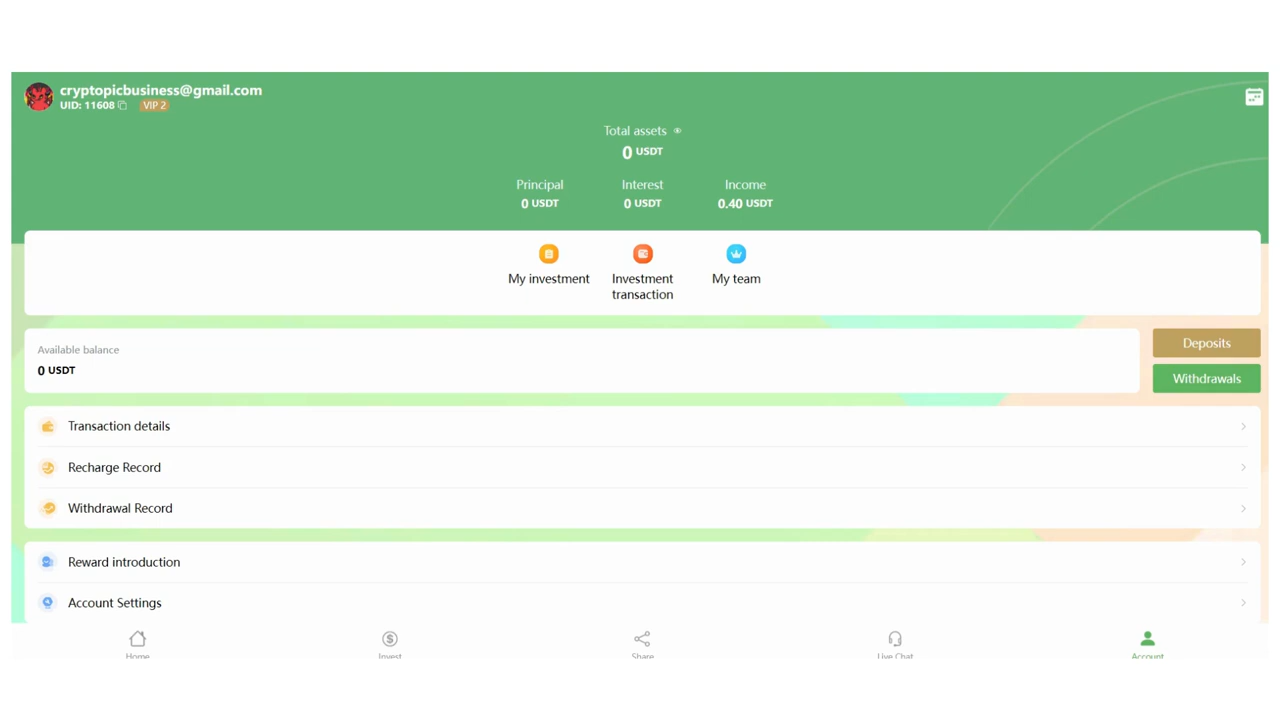 cryptopicbusiness@gmail.com
UID: 11608 VIP 2
Total assets
0 USDT
Principal Interest Income
0 USDT 0 USDT 0.40 USDT
My investment Investment transaction My team
Available balance
0 USDT
Deposits
Withdrawals
Transaction details
Recharge Record
Withdrawal Record
Reward introduction
Account Settings
Home Invest Share Live Chat Account